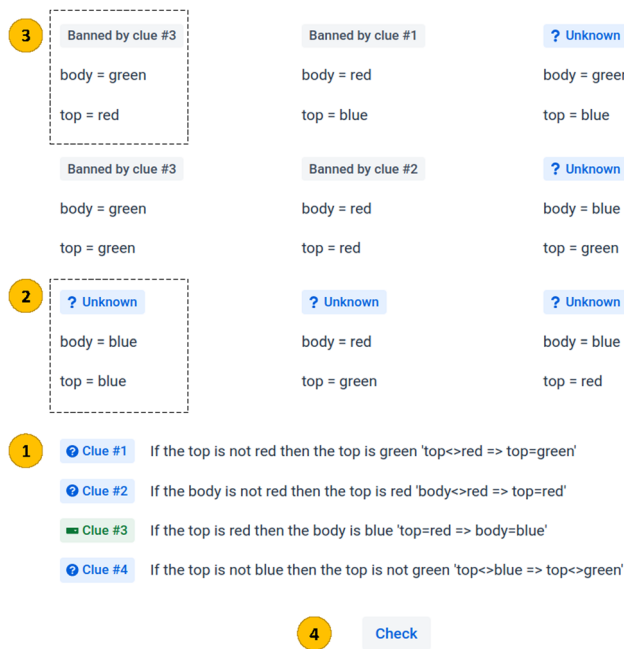 3 Banned by clue #3 Banned by clue #1 ? Unknown
body = green body = red body = green
top = red top = blue top = blue
Banned by clue #3 Banned by clue #2 ? Unknown
body = green body = red body = blue
top = green top = red top = green
2 ? Unknown ? Unknown ? Unknown
body = blue body = red body = blue
top = blue top = green top = red
1 ? Clue #1 If the top is not red then the top is green 'top<>red => top=green'
? Clue #2 If the body is not red then the top is red 'body<>red => top=red'
Clue #3 If the top is red then the body is blue 'top=red => body=blue'
? Clue #4 If the top is not blue then the top is not green 'top<>blue => top<>green'
4 Check